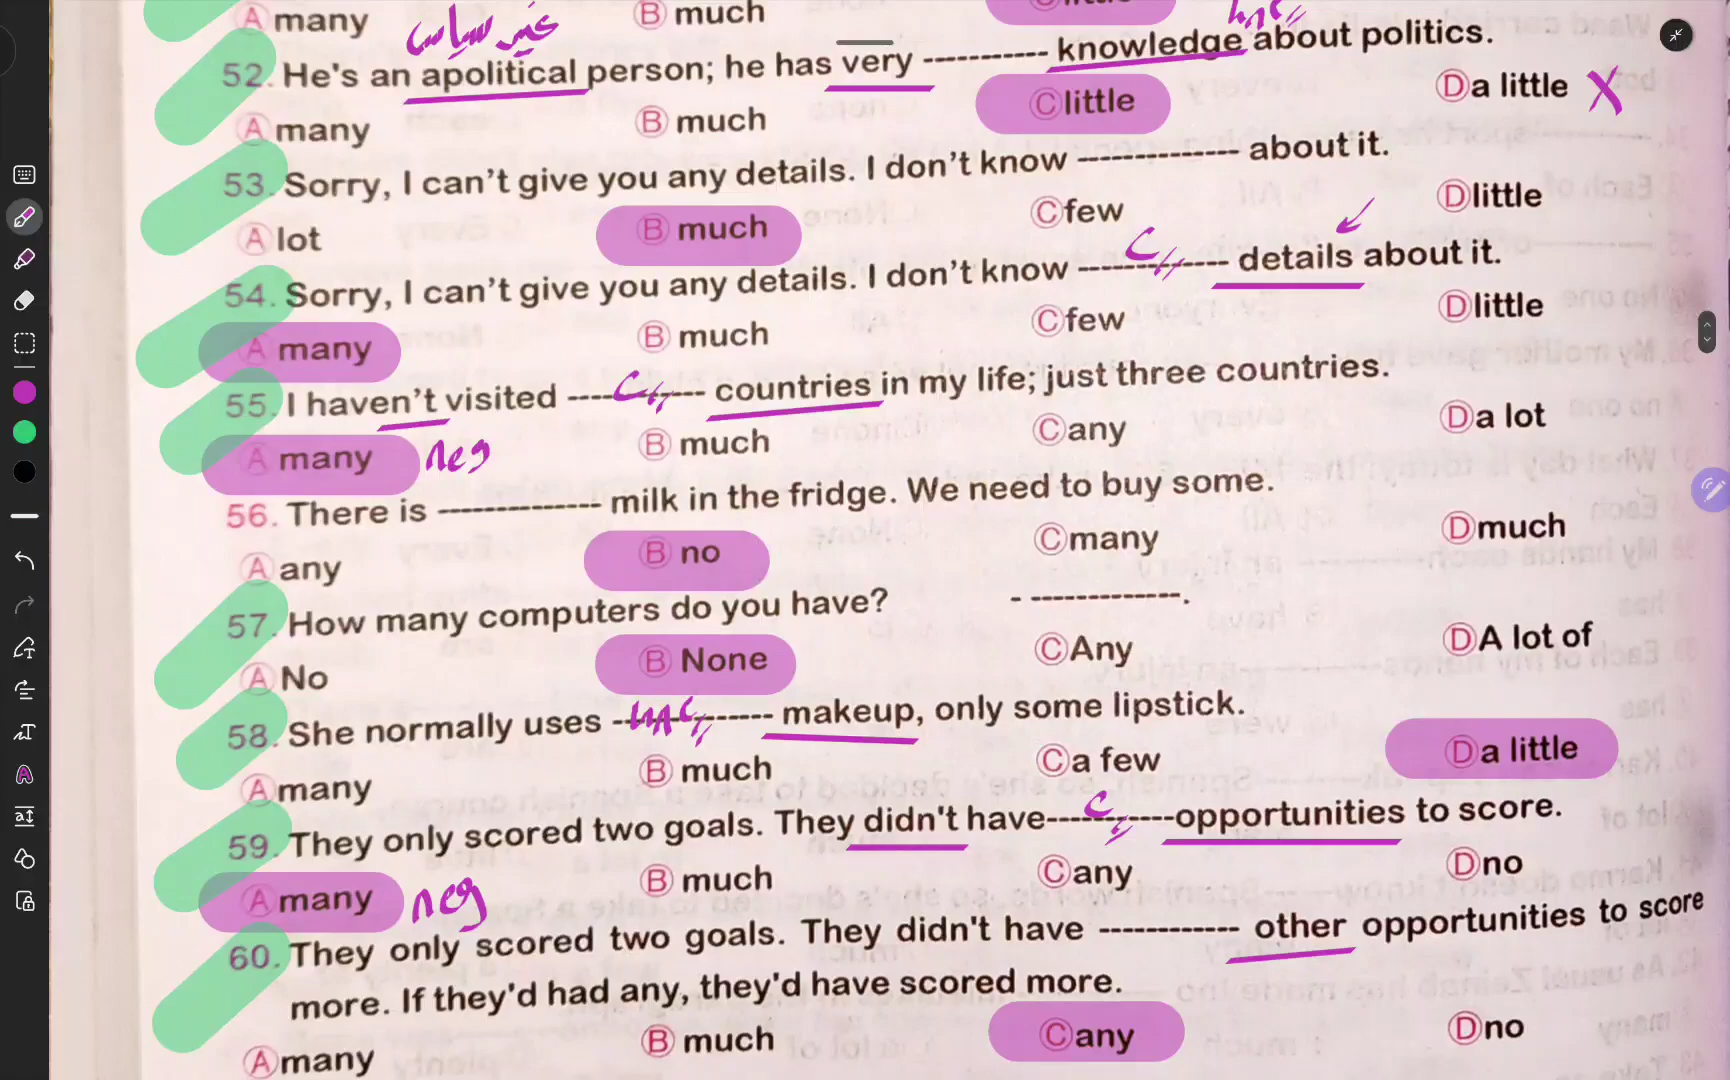 A many B much C little
غير سياسي
52. He's an apolitical person; he has very ----------- knowledge about politics.
A many B much C little D a little X
53. Sorry, I can't give you any details. I don't know -------------- about it.
A lot B much C few D little
54. Sorry, I can't give you any details. I don't know ------------- details about it.
A many B much C few D little
55. I haven't visited ------------ countries in my life; just three countries.
A many neg B much C any D a lot
56. There is -------------- milk in the fridge. We need to buy some.
A any B no C many D much
57. How many computers do you have? - -------------.
A No B None C Any D A lot of
58. She normally uses -------------- makeup, only some lipstick.
A many B much C a few D a little
59. They only scored two goals. They didn't have-----------opportunities to score.
A many neg B much C any D no
60. They only scored two goals. They didn't have ------------ other opportunities to score
more. If they'd had any, they'd have scored more.
A many B much C any D no